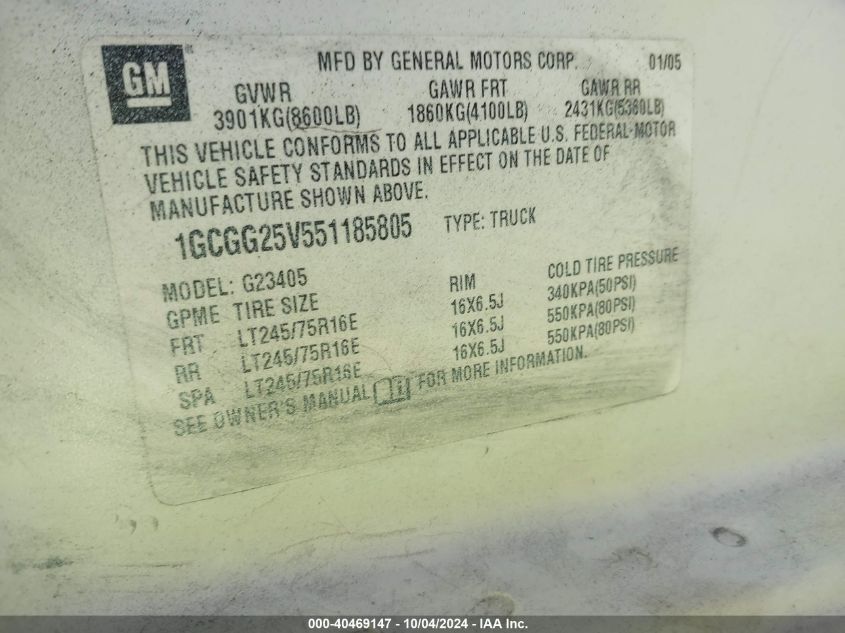 GM
MFD BY GENERAL MOTORS CORP. 01/05
GVWR GAWR FRT GAWR RR
3901KG(8600LB) 1860KG(4100LB) 2431KG(5360LB)
THIS VEHICLE CONFORMS TO ALL APPLICABLE U.S. FEDERAL MOTOR
VEHICLE SAFETY STANDARDS IN EFFECT ON THE DATE OF
MANUFACTURE SHOWN ABOVE.
1GCGG25V551185805 TYPE: TRUCK
MODEL: G23405
GPME TIRE SIZE RIM COLD TIRE PRESSURE
FRT LT245/75R16E 16X6.5J 340KPA(50PSI)
RR LT245/75R16E 16X6.5J 550KPA(80PSI)
SPA LT245/75R16E 16X6.5J 550KPA(80PSI)
SEE OWNER'S MANUAL FOR MORE INFORMATION.
000-40469147 - 10/04/2024 - IAA Inc.